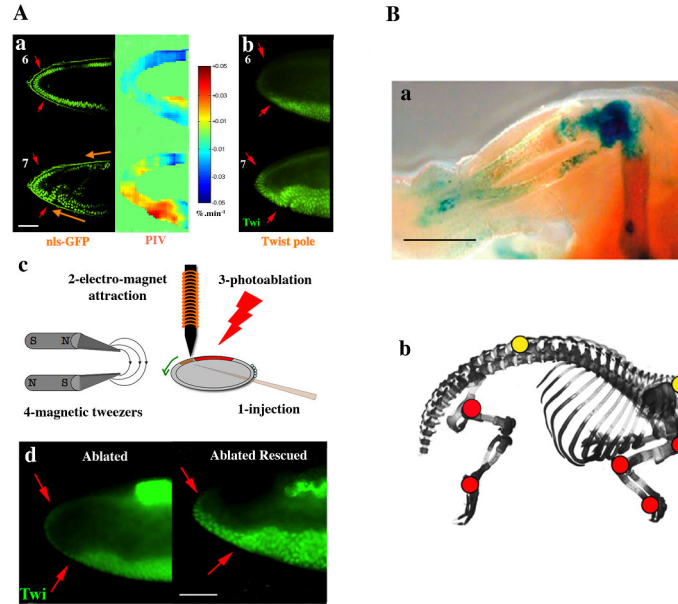 A
a
6
7
nls-GFP
PIV
+0.05
+0.03
+0.01
-0.01
-0.03
-0.05
%.min⁻¹
b
6
7
Twi
Twist pole
c
2-electro-magnet
attraction
3-photoablation
S N
N S
4-magnetic tweezers
1-injection
d
Ablated
Ablated Rescued
Twi
B
a
b